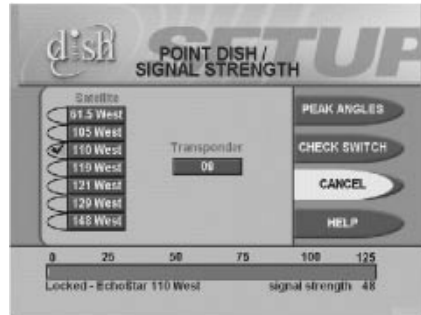 dish
SETUP
POINT DISH /
SIGNAL STRENGTH
Satellite
61.5 West
105 West
110 West
119 West
121 West
129 West
148 West
Transponder
08
PEAK ANGLES
CHECK SWITCH
CANCEL
HELP
0 25 50 75 100 125
Locked - EchoStar 110 West signal strength 48